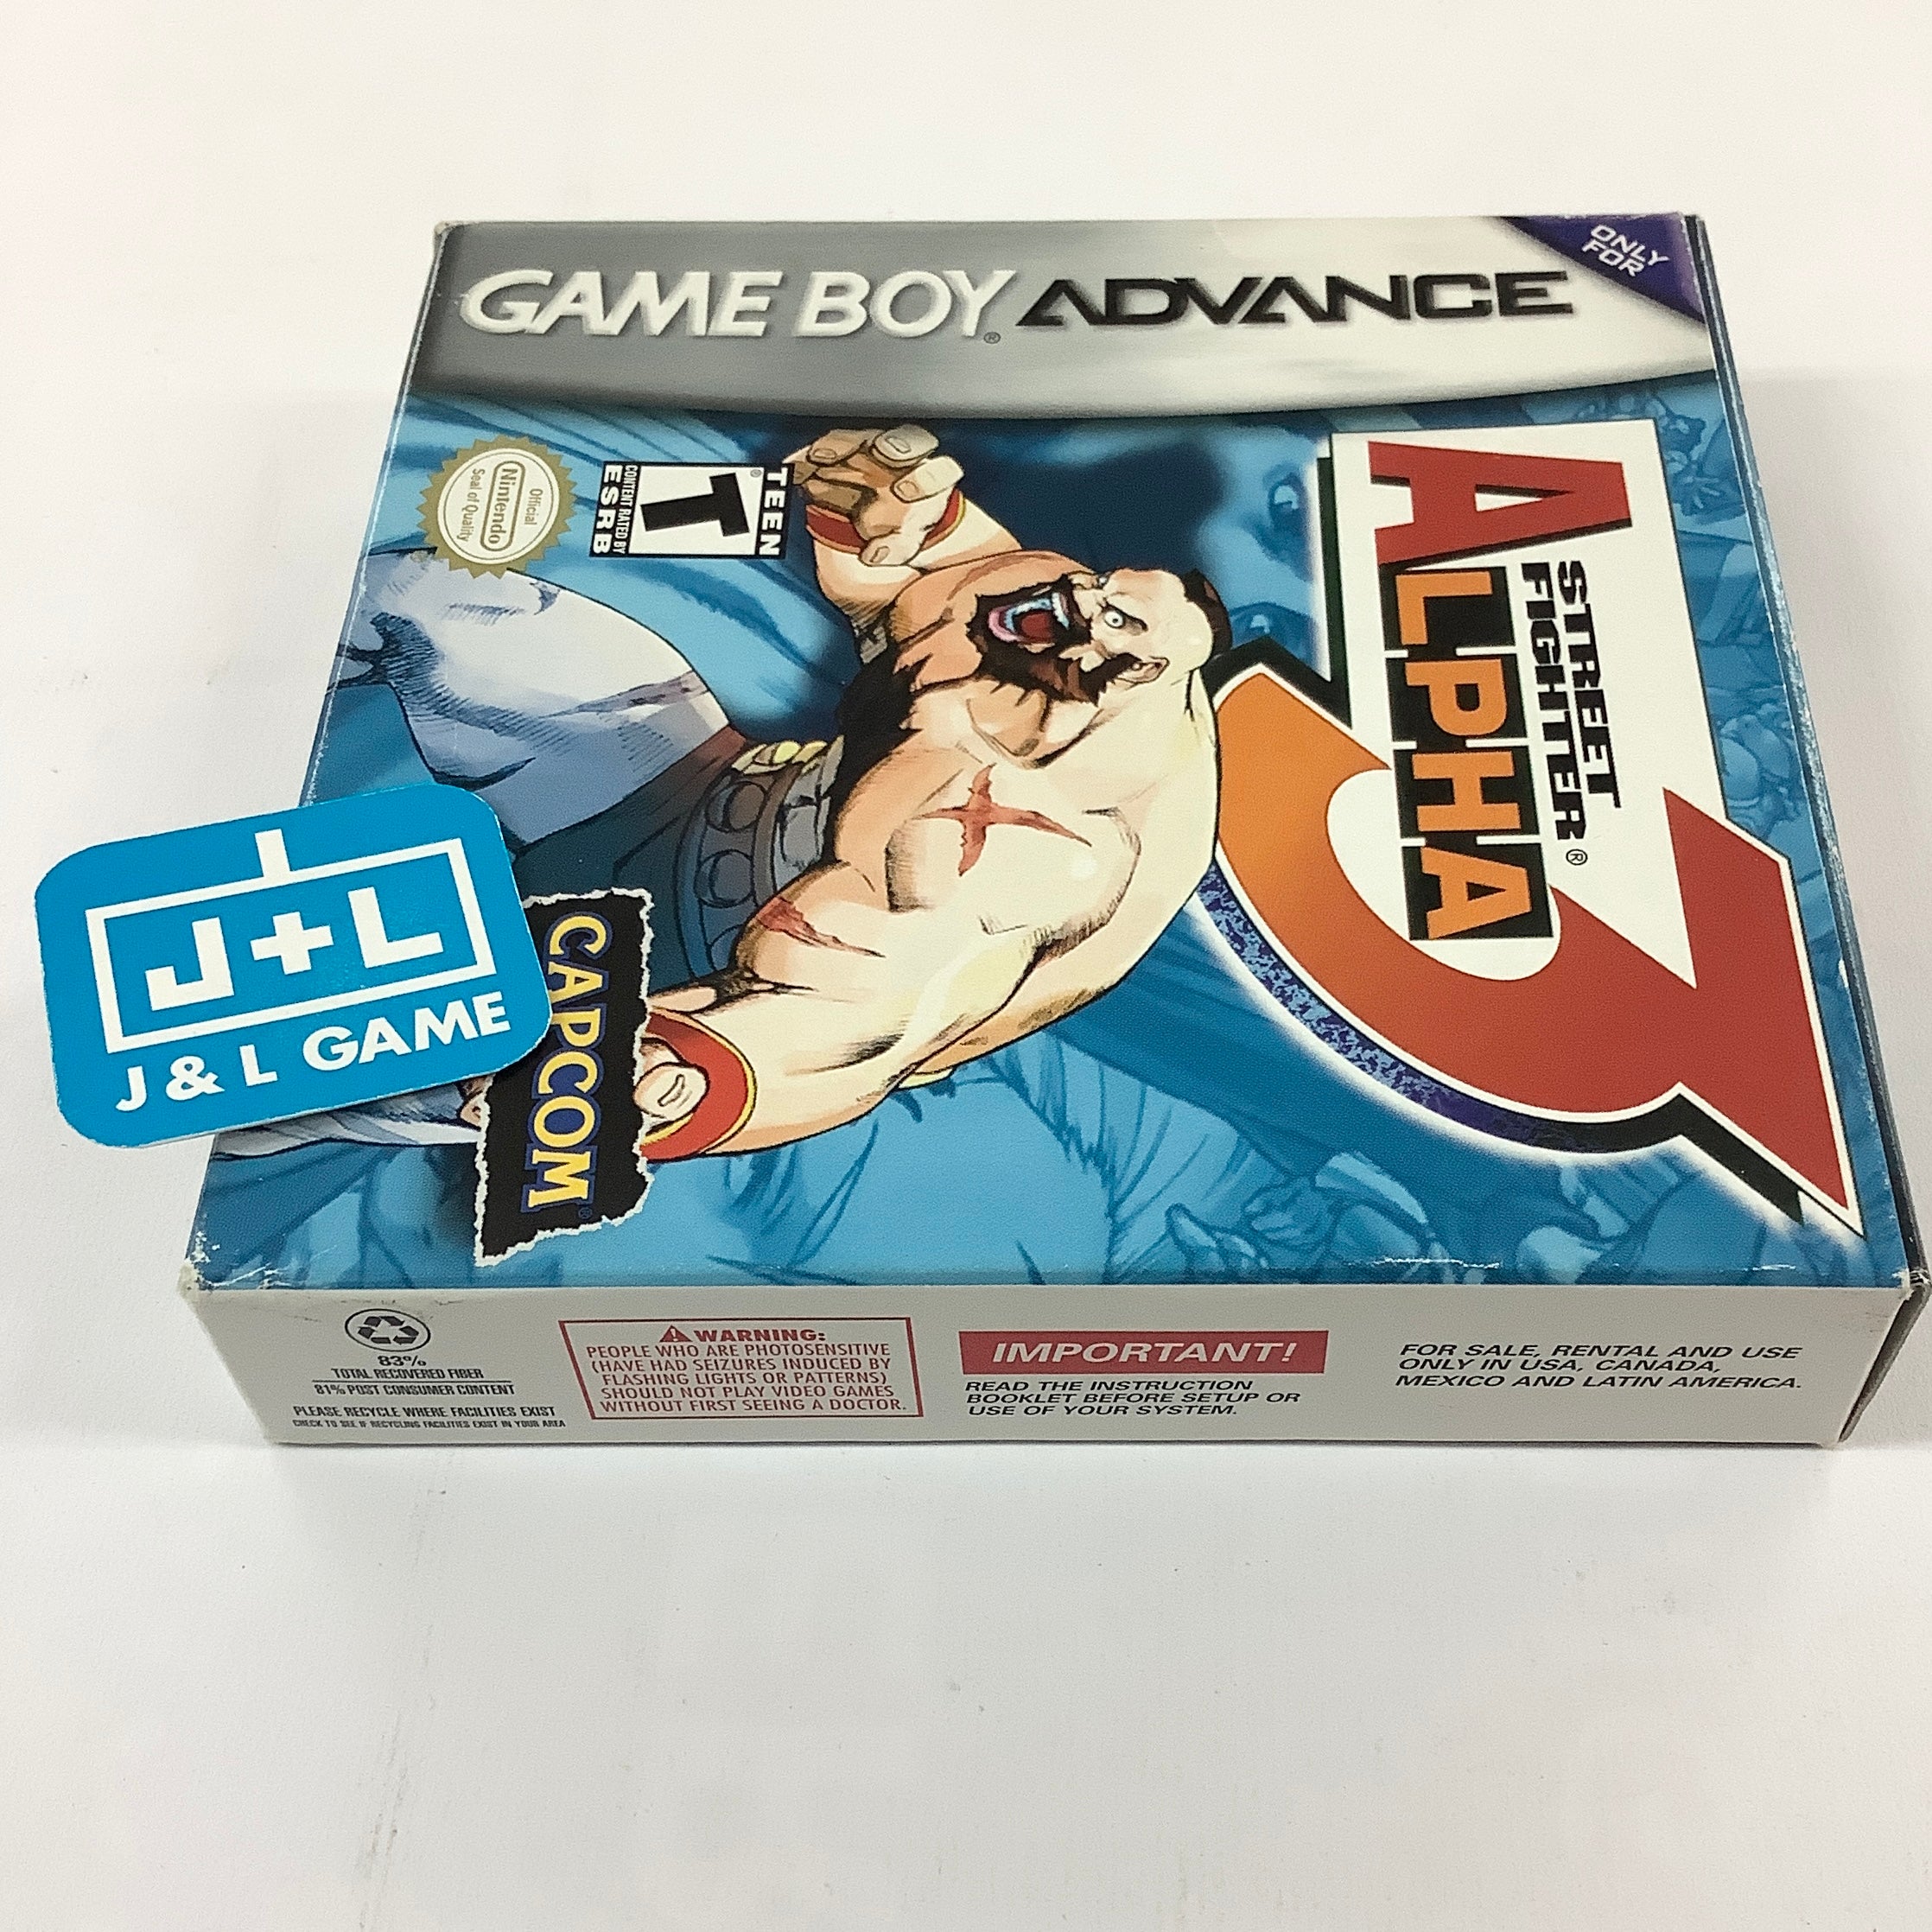 ONLY
FOR
GAME BOY® ADVANCE
STREET
FIGHTER®
ALPHA
3
TEEN
T®
CONTENT RATED BY
ESRB
Official
Nintendo
Seal of Quality
CAPCOM®
J+L
J & L GAME
83%
TOTAL RECOVERED FIBER
81% POST CONSUMER CONTENT
PLEASE RECYCLE WHERE FACILITIES EXIST
CHECK TO SEE IF RECYCLING FACILITIES EXIST IN YOUR AREA
WARNING:
PEOPLE WHO ARE PHOTOSENSITIVE
(HAVE HAD SEIZURES INDUCED BY
FLASHING LIGHTS OR PATTERNS)
SHOULD NOT PLAY VIDEO GAMES
WITHOUT FIRST SEEING A DOCTOR.
IMPORTANT!
READ THE INSTRUCTION
BOOKLET BEFORE SETUP OR
USE OF YOUR SYSTEM.
FOR SALE, RENTAL AND USE
ONLY IN USA, CANADA,
MEXICO AND LATIN AMERICA.